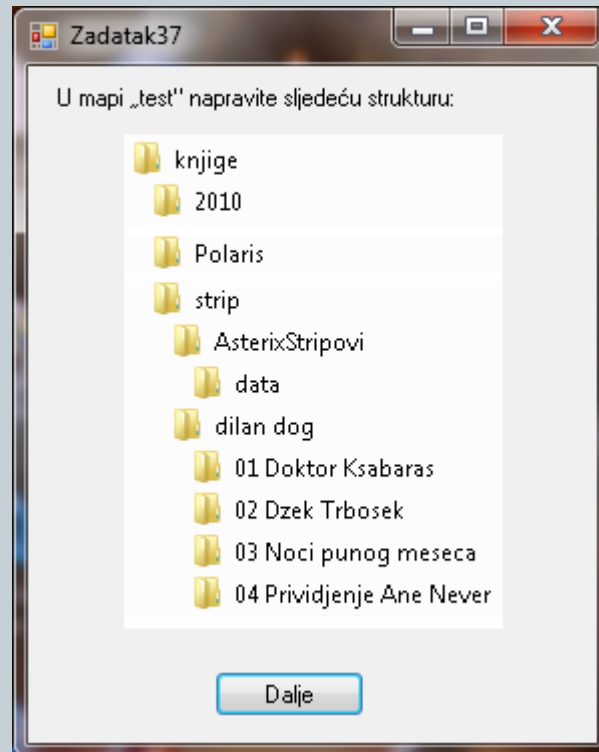 Zadatak37
U mapi „test'' napravite sljedeću strukturu:
knjige
2010
Polaris
strip
AsterixStripovi
data
dilan dog
01 Doktor Ksabaras
02 Dzek Trbosek
03 Noci punog meseca
04 Prividjenje Ane Never
Dalje